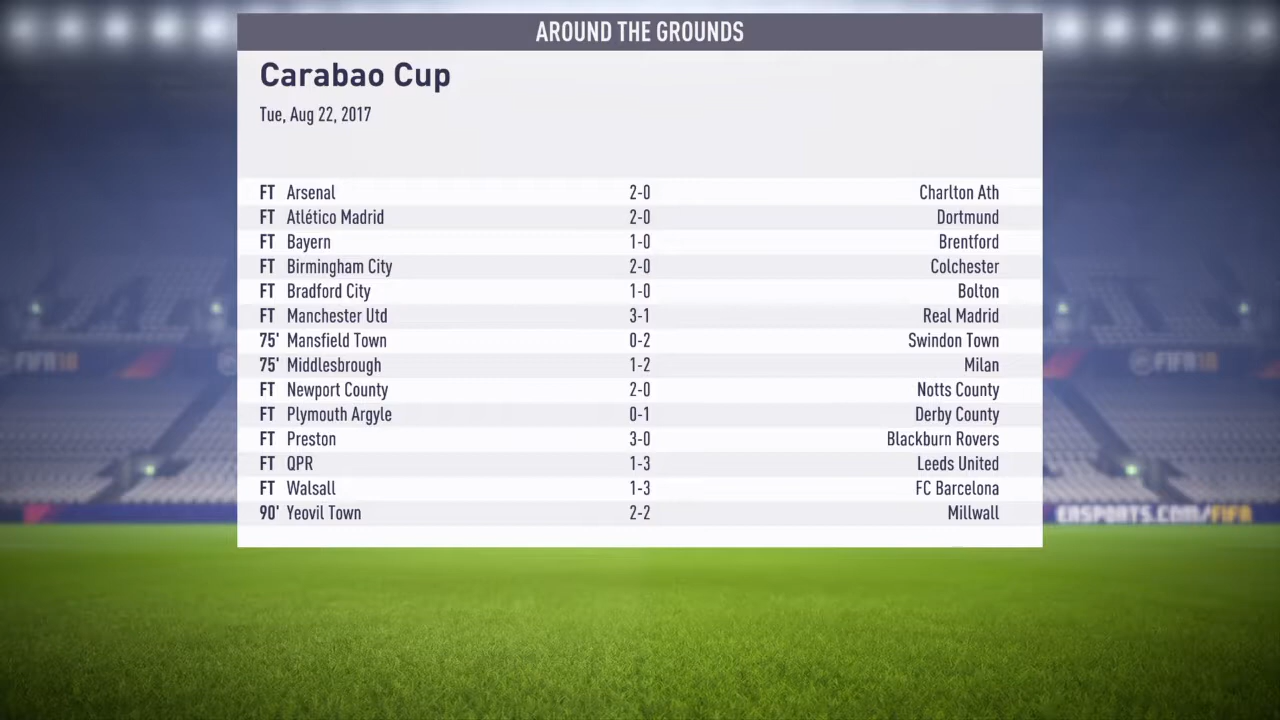 AROUND THE GROUNDS
Carabao Cup
Tue, Aug 22, 2017
FT Arsenal 2-0 Charlton Ath
FT Atlético Madrid 2-0 Dortmund
FT Bayern 1-0 Brentford
FT Birmingham City 2-0 Colchester
FT Bradford City 1-0 Bolton
FT Manchester Utd 3-1 Real Madrid
75' Mansfield Town 0-2 Swindon Town
75' Middlesbrough 1-2 Milan
FT Newport County 2-0 Notts County
FT Plymouth Argyle 0-1 Derby County
FT Preston 3-0 Blackburn Rovers
FT QPR 1-3 Leeds United
FT Walsall 1-3 FC Barcelona
90' Yeovil Town 2-2 Millwall
FIFA18
FIFA18
EASPORTS.COM/FIFA